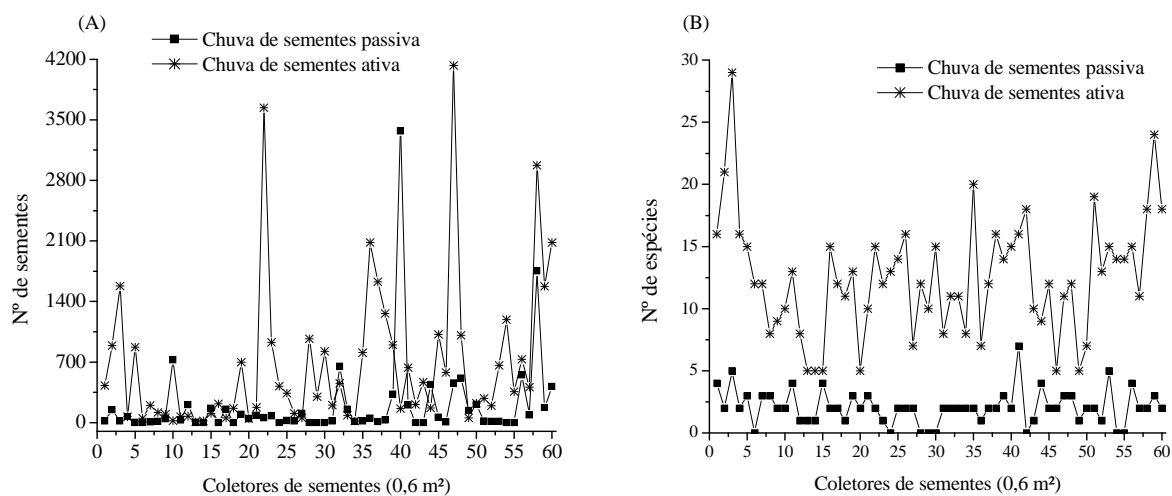 (A)
Chuva de sementes passiva
Chuva de sementes ativa
4200
3500
2800
2100
1400
700
0
Nº de sementes
0 5 10 15 20 25 30 35 40 45 50 55 60
Coletores de sementes (0,6 m²)
(B)
Chuva de sementes passiva
Chuva de sementes ativa
30
25
20
15
10
5
0
Nº de espécies
0 5 10 15 20 25 30 35 40 45 50 55 60
Coletores de sementes (0,6 m²)